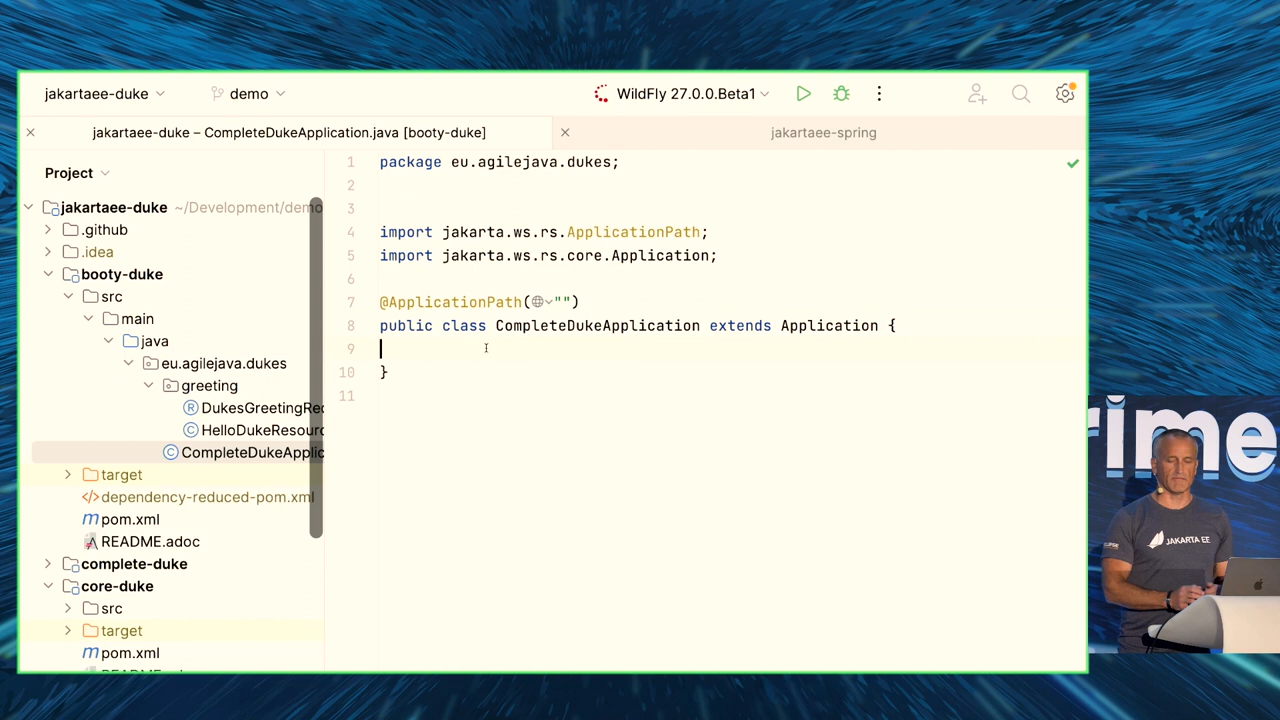 jakartaee-duke
demo
WildFly 27.0.0.Beta1
jakartaee-duke – CompleteDukeApplication.java [booty-duke]
jakartaee-spring
Project
jakartaee-duke ~/Development/demo
.github
.idea
booty-duke
src
main
java
eu.agilejava.dukes
greeting
DukesGreetingRec
HelloDukeResourc
CompleteDukeApplic
target
dependency-reduced-pom.xml
pom.xml
README.adoc
complete-duke
core-duke
src
target
pom.xml
1 package eu.agilejava.dukes;
2
3
4 import jakarta.ws.rs.ApplicationPath;
5 import jakarta.ws.rs.core.Application;
6
7 @ApplicationPath("")
8 public class CompleteDukeApplication extends Application {
9
10 }
11
rime
JAKARTA EE